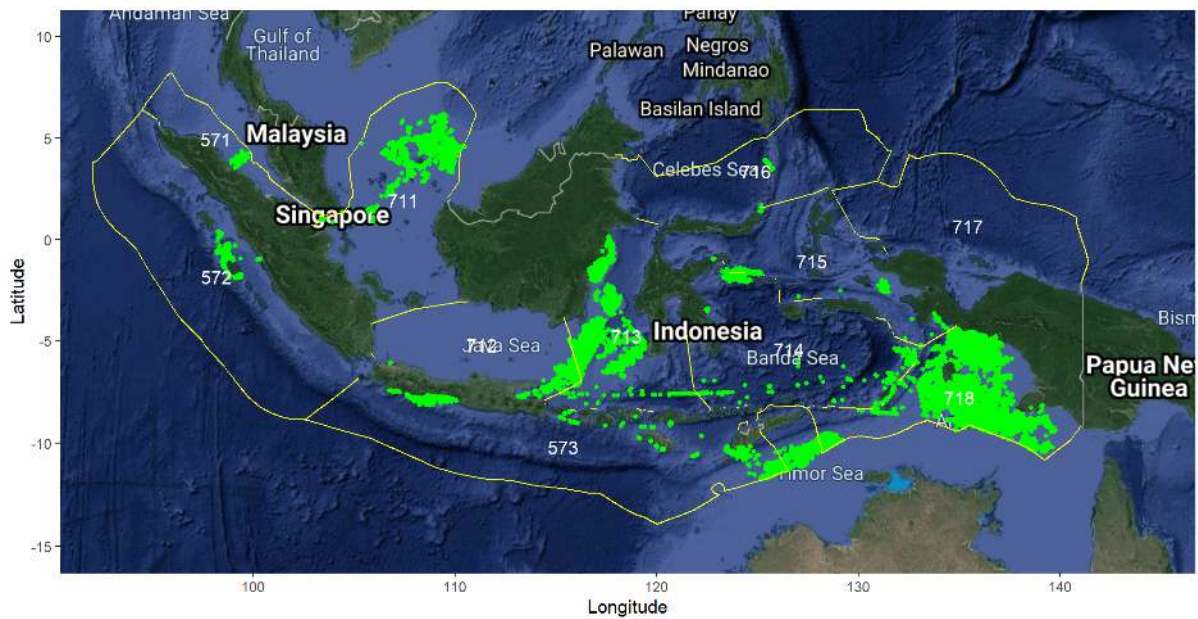 Andaman Sea
Panay
10
Gulf of
Thailand
Palawan
Negros
Mindanao
Basilan Island
5
571
Malaysia
Celebes Sea
716
711
Singapore
717
0
715
572
Latitude
Indonesia
713
Bism
-5
712
Java Sea
714
Banda Sea
Papua Ne
Guinea
718
A
-10
573
Timor Sea
-15
100
110
120
130
140
Longitude